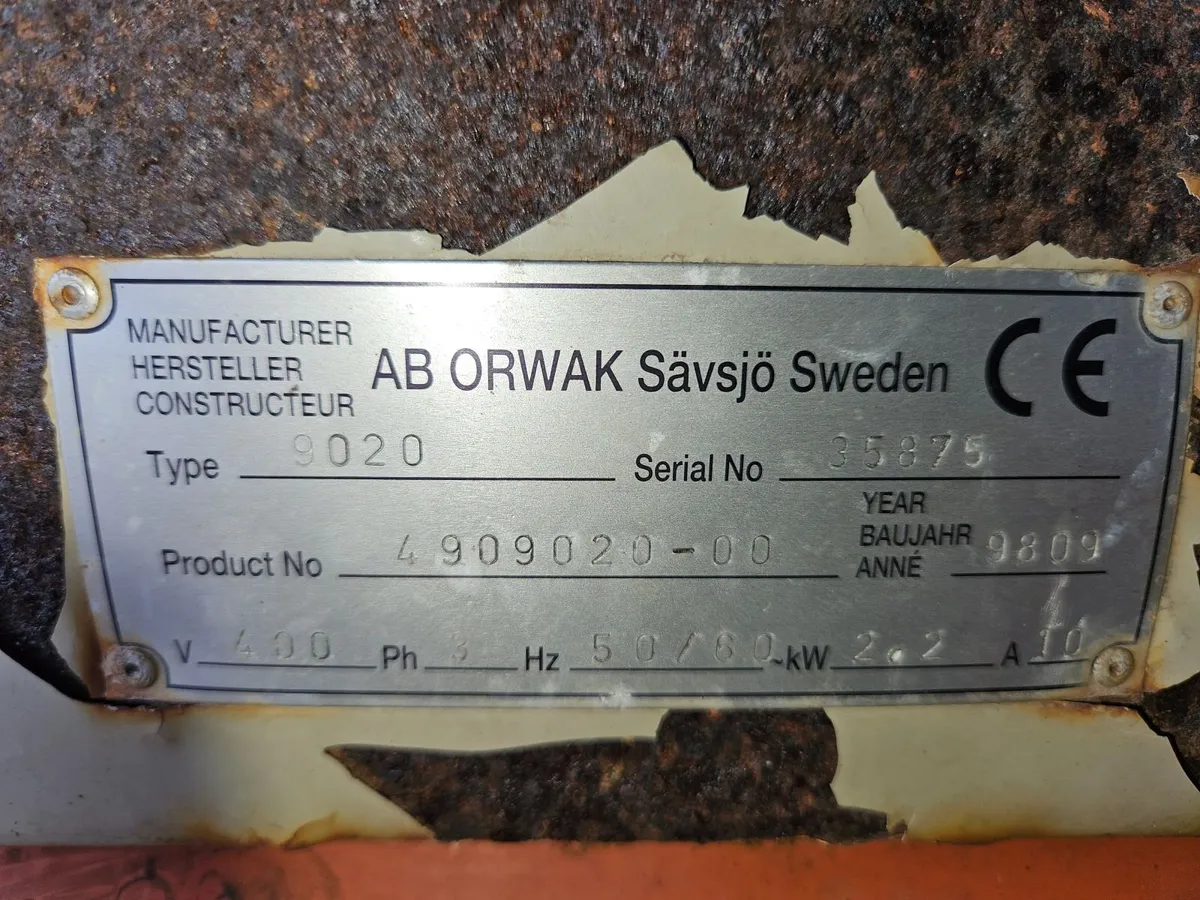 MANUFACTURER
HERSTELLER
CONSTRUCTEUR
AB ORWAK Sävsjö Sweden CE
Type 9020 Serial No 35875
Product No 4909020-00
YEAR
BAUJAHR
ANNÉ
9809
V 400 Ph 3 Hz 50/60 ~kW 2.2 A 10